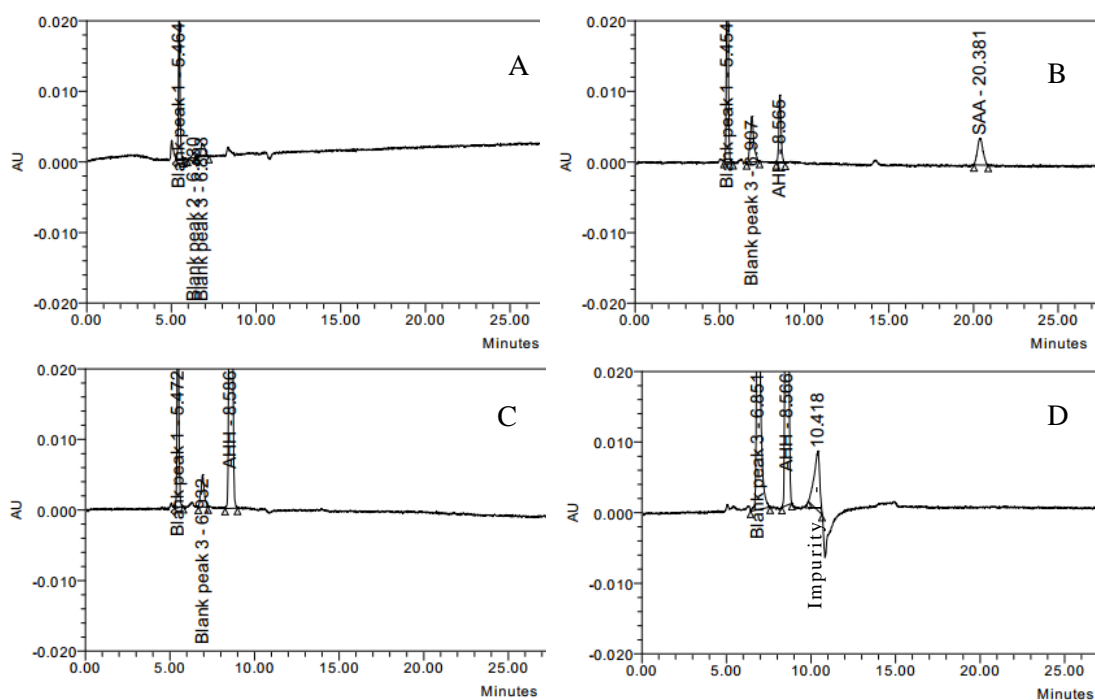 A
0.020
0.010
0.000
-0.010
-0.020
AU
Blank peak 1 - 5.464
Blank peak 2 -
Blank peak 3 -
0.00 5.00 10.00 15.00 20.00 25.00
Minutes
B
0.020
0.010
0.000
-0.010
-0.020
AU
Blank peak 1 - 5.454
Blank peak 3 - 6.907
AHH - 8.565
SAA - 20.381
0.00 5.00 10.00 15.00 20.00 25.00
Minutes
C
0.020
0.010
0.000
-0.010
-0.020
AU
Blank peak 1 - 5.472
Blank peak 3 - 6.932
AHH - 8.586
0.00 5.00 10.00 15.00 20.00 25.00
Minutes
D
0.020
0.010
0.000
-0.010
-0.020
AU
Blank peak 3 - 6.851
AHH - 8.566
Impurity - 10.418
0.00 5.00 10.00 15.00 20.00 25.00
Minutes